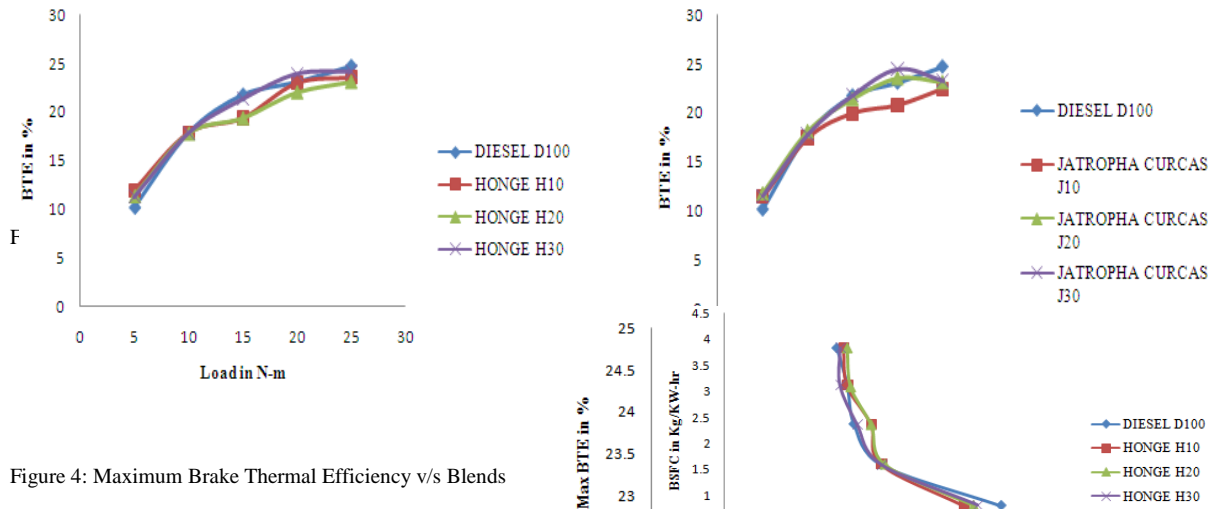 30
25
20
15
10
5
0
BTE in %
0 5 10 15 20 25 30
Load in N-m
DIESEL D100
HONGE H10
HONGE H20
HONGE H30
F
30
25
20
15
10
5
0
BTE in %
DIESEL D100
JATROPHA CURCAS
J10
JATROPHA CURCAS
J20
JATROPHA CURCAS
J30
25
24
23.5
23
Max BTE in %
4.5
4
3.5
3
2.5
2
1.5
1
BSFC in Kg/KW-hr
DIESEL D100
HONGE H10
HONGE H20
HONGE H30
Figure 4: Maximum Brake Thermal Efficiency v/s Blends